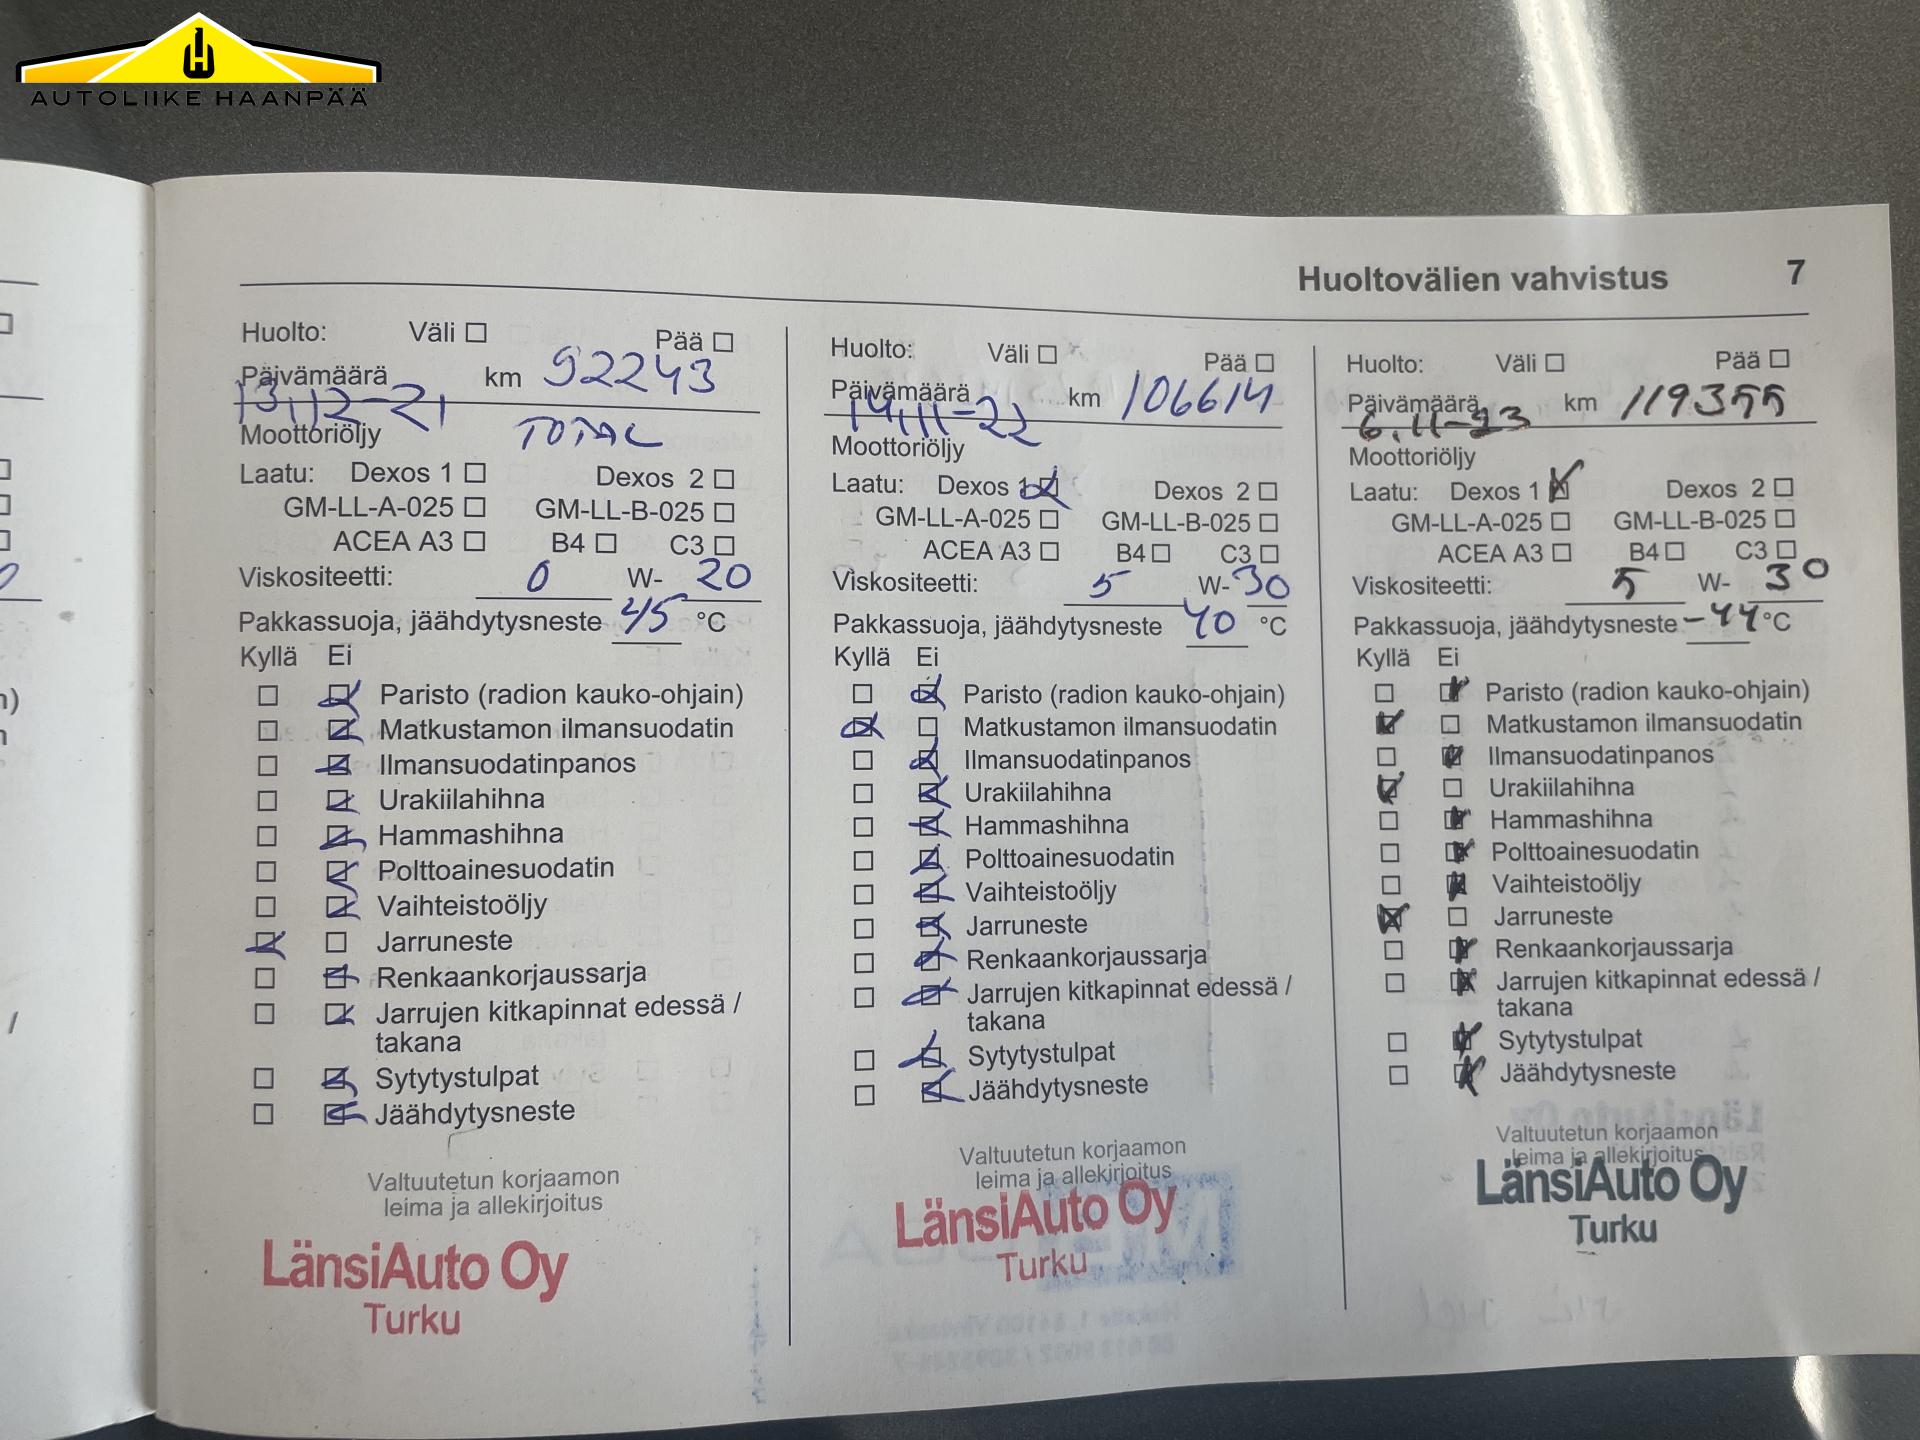 AUTOLIIKE HAANPÄÄ
Huoltovälien vahvistus 7
Huolto: Väli ☐ Pää ☐
Päivämäärä km 92243
13.12-21
Moottoriöljy TOTAL
Laatu: Dexos 1 ☐ Dexos 2 ☐
GM-LL-A-025 ☐ GM-LL-B-025 ☐
ACEA A3 ☐ B4 ☐ C3 ☐
Viskositeetti: 0 W- 20
Pakkassuoja, jäähdytysneste 45 °C
Kyllä Ei
Paristo (radion kauko-ohjain)
Matkustamon ilmansuodatin
Ilmansuodatinpanos
Urakiilahihna
Hammashihna
Polttoainesuodatin
Vaihteistoöljy
Jarruneste
Renkaankorjaussarja
Jarrujen kitkapinnat edessä /
takana
Sytytystulpat
Jäähdytysneste
Valtuutetun korjaamon
leima ja allekirjoitus
LänsiAuto Oy
Turku
Huolto: Väli ☐ Pää ☐
Päivämäärä km 106614
14.11-22
Moottoriöljy
Laatu: Dexos 1 ☒ Dexos 2 ☐
GM-LL-A-025 ☐ GM-LL-B-025 ☐
ACEA A3 ☐ B4 ☐ C3 ☐
Viskositeetti: 5 W- 30
Pakkassuoja, jäähdytysneste 40 °C
Kyllä Ei
Paristo (radion kauko-ohjain)
Matkustamon ilmansuodatin
Ilmansuodatinpanos
Urakiilahihna
Hammashihna
Polttoainesuodatin
Vaihteistoöljy
Jarruneste
Renkaankorjaussarja
Jarrujen kitkapinnat edessä /
takana
Sytytystulpat
Jäähdytysneste
Valtuutetun korjaamon
leima ja allekirjoitus
LänsiAuto Oy
Turku
Huolto: Väli ☐ Pää ☐
Päivämäärä km 119355
6.11-23
Moottoriöljy
Laatu: Dexos 1 ☒ Dexos 2 ☐
GM-LL-A-025 ☐ GM-LL-B-025 ☐
ACEA A3 ☐ B4 ☐ C3 ☐
Viskositeetti: 5 W- 30
Pakkassuoja, jäähdytysneste -44 °C
Kyllä Ei
Paristo (radion kauko-ohjain)
Matkustamon ilmansuodatin
Ilmansuodatinpanos
Urakiilahihna
Hammashihna
Polttoainesuodatin
Vaihteistoöljy
Jarruneste
Renkaankorjaussarja
Jarrujen kitkapinnat edessä /
takana
Sytytystulpat
Jäähdytysneste
Valtuutetun korjaamon
leima ja allekirjoitus
LänsiAuto Oy
Turku